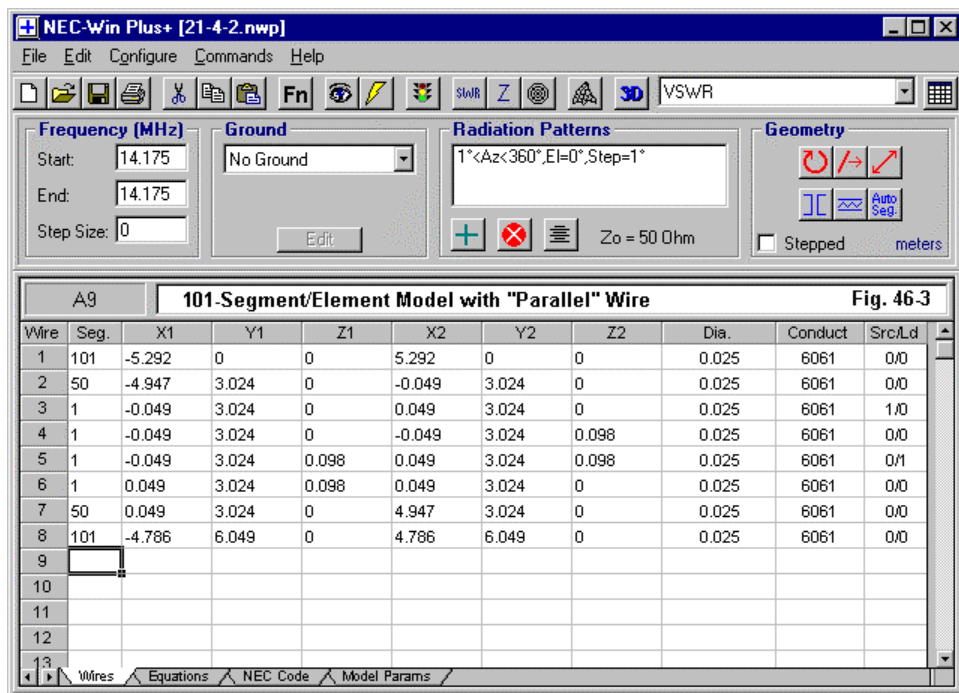 NEC-Win Plus+ [21-4-2.nwp]
File Edit Configure Commands Help
Fn SWR Z 3D VSWR
Frequency (MHz) Ground Radiation Patterns Geometry
Start: 14.175 No Ground 1°<Az<360°,El=0°,Step=1°
End: 14.175 Auto Seg.
Step Size: 0 Edit Zo = 50 Ohm Stepped meters
A9 101-Segment/Element Model with "Parallel" Wire Fig. 46-3
Wire Seg. X1 Y1 Z1 X2 Y2 Z2 Dia. Conduct Src/Ld
1 101 -5.292 0 0 5.292 0 0 0.025 6061 0/0
2 50 -4.947 3.024 0 -0.049 3.024 0 0.025 6061 0/0
3 1 -0.049 3.024 0 0.049 3.024 0 0.025 6061 1/0
4 1 -0.049 3.024 0 -0.049 3.024 0.098 0.025 6061 0/0
5 1 -0.049 3.024 0.098 0.049 3.024 0.098 0.025 6061 0/1
6 1 0.049 3.024 0.098 0.049 3.024 0 0.025 6061 0/0
7 50 0.049 3.024 0 4.947 3.024 0 0.025 6061 0/0
8 101 -4.786 6.049 0 4.786 6.049 0 0.025 6061 0/0
9
10
11
12
13
Wires Equations NEC Code Model Params